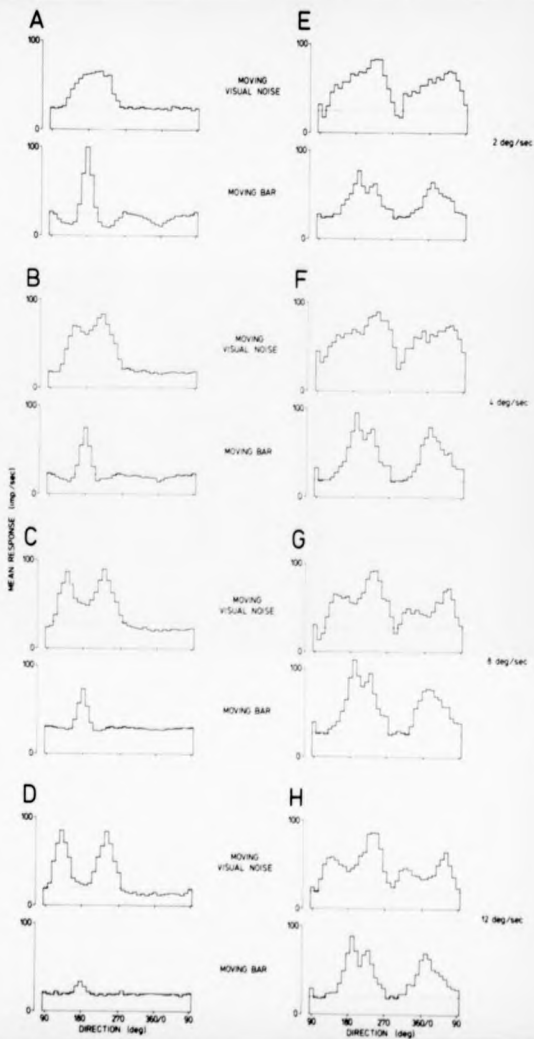 A
E
100
0
MOVING
VISUAL NOISE
100
0
2 deg/sec
100
0
MOVING BAR
100
0
B
F
100
0
MOVING
VISUAL NOISE
100
0
4 deg/sec
100
0
MOVING BAR
100
0
MEAN RESPONSE (imp./sec)
C
G
100
0
MOVING
VISUAL NOISE
100
0
8 deg/sec
100
0
MOVING BAR
100
0
D
H
100
0
MOVING
VISUAL NOISE
100
0
12 deg/sec
100
0
MOVING BAR
100
0
90 180 270 360/0 90
DIRECTION (deg)
90 180 270 360/0 90
DIRECTION (deg)